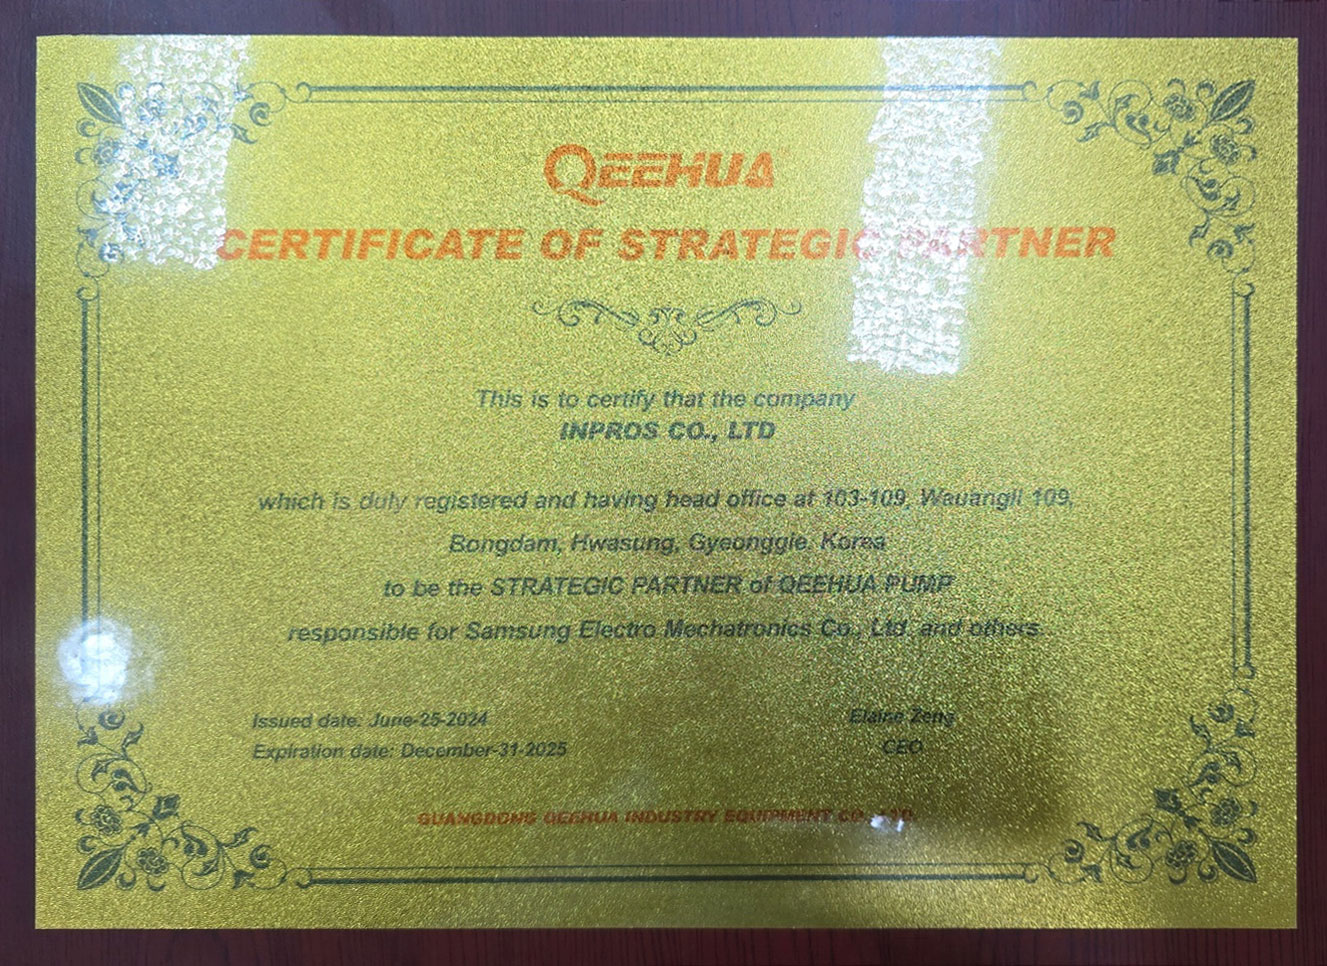 QEEHUA
CERTIFICATE OF STRATEGIC PARTNER
This is to certify that the company
INPROS CO., LTD
which is duly registered and having head office at 103-109, Wauangil 109,
Bongdam, Hwasung, Gyeonggie, Korea
to be the STRATEGIC PARTNER of QEEHUA PUMP
responsible for Samsung Electro Mechatronics Co., Ltd. and others...
Issued date: June-25-2024
Elaine Zeng
Expiration date: December-31-2025
CEO
GUANGDONG QEEHUA INDUSTRY EQUIPMENT CO., LTD.